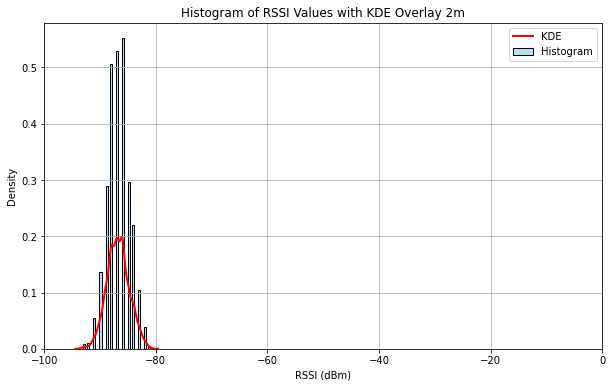 Histogram of RSSI Values with KDE Overlay 2m
KDE
Histogram
Density
0.5
0.4
0.3
0.2
0.1
0.0
−100
−80
−60
−40
−20
0
RSSI (dBm)